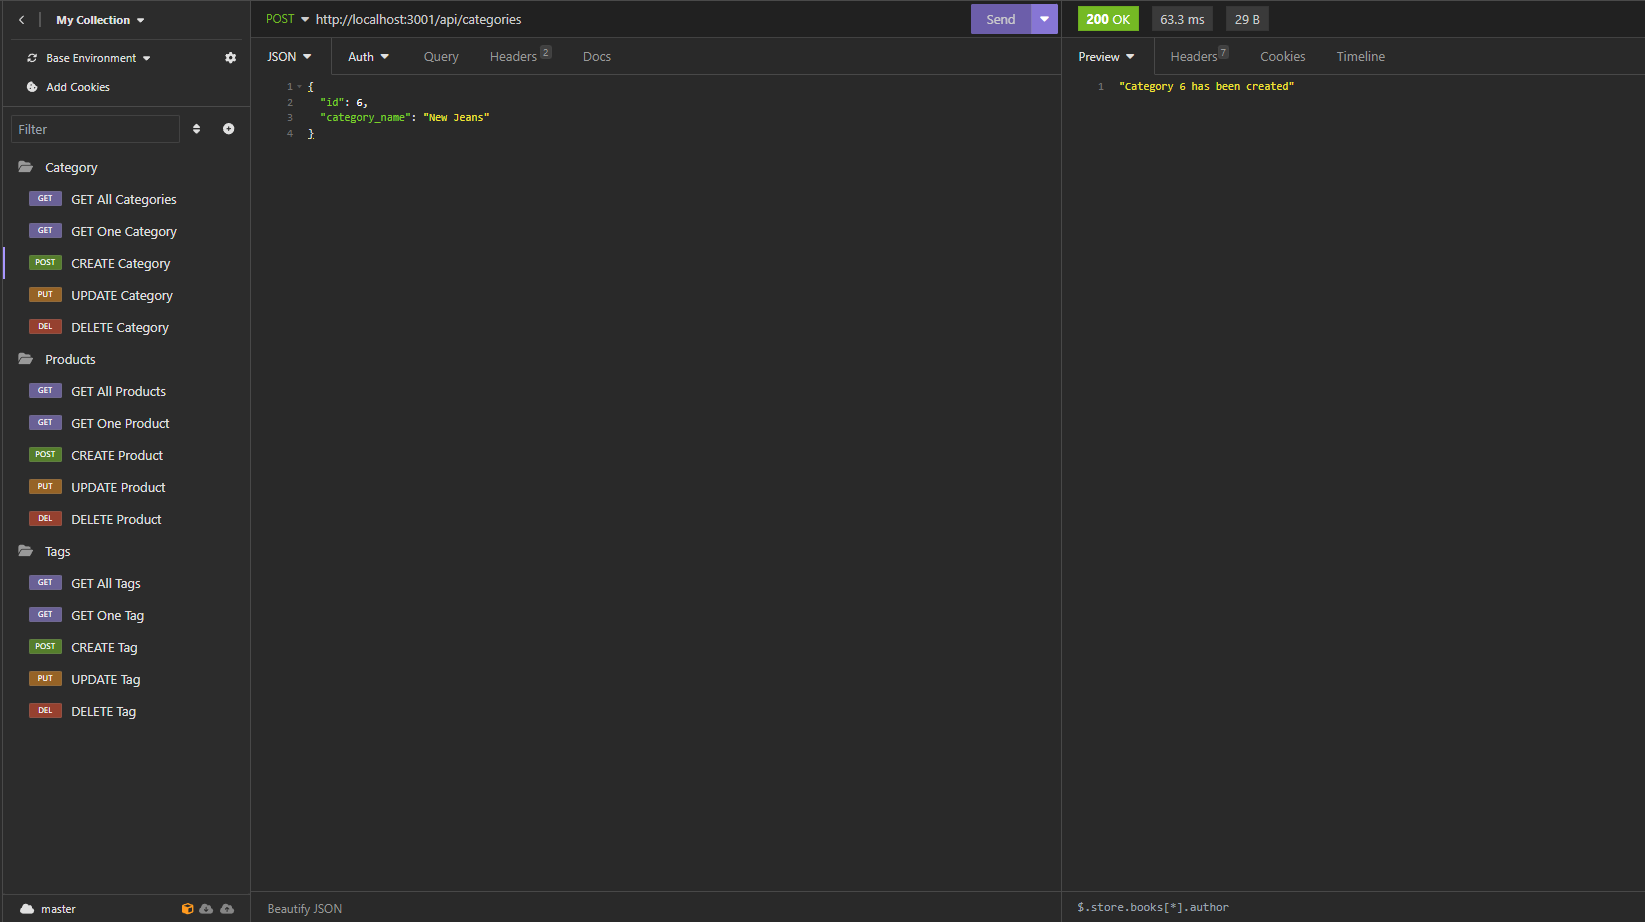 My Collection
Base Environment
Add Cookies
Filter
Category
GET GET All Categories
GET GET One Category
POST CREATE Category
PUT UPDATE Category
DEL DELETE Category
Products
GET GET All Products
GET GET One Product
POST CREATE Product
PUT UPDATE Product
DEL DELETE Product
Tags
GET GET All Tags
GET GET One Tag
POST CREATE Tag
PUT UPDATE Tag
DEL DELETE Tag
master
POST http://localhost:3001/api/categories Send
JSON Auth Query Headers 2 Docs
1 {
2 "id": 6,
3 "category_name": "New Jeans"
4 }
Beautify JSON
200 OK 63.3 ms 29 B
Preview Headers 7 Cookies Timeline
1 "Category 6 has been created"
$.store.books[*].author